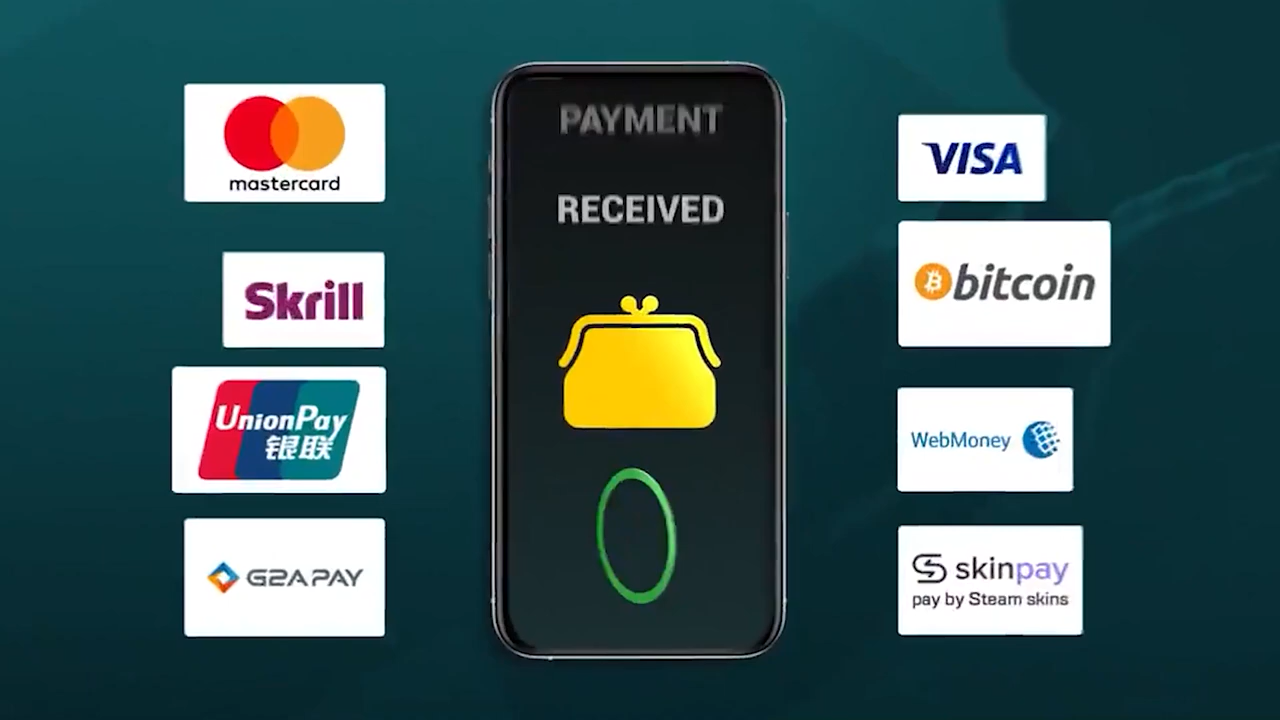 mastercard
Skrill
UnionPay
银联
G2A PAY
PAYMENT
RECEIVED
VISA
bitcoin
WebMoney
skinpay
pay by Steam skins